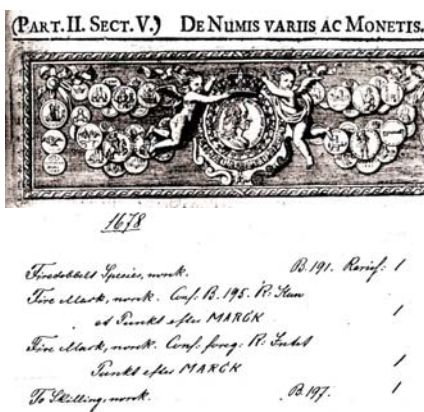 (PART. II. SECT. V.) DE NUMIS VARIIS AC MONETIS.
1678
Firedobbelt Species, norsk. B. 191. Rarisf: 1
Fire Mark, norsk. Conf. B. 195. R: Kun
et Punkt efter MARCK 1
Fire Mark, norsk. Conf. foreg: R: Intet
Punkt efter MARCK 1
To Skilling, norsk. B. 197. 1